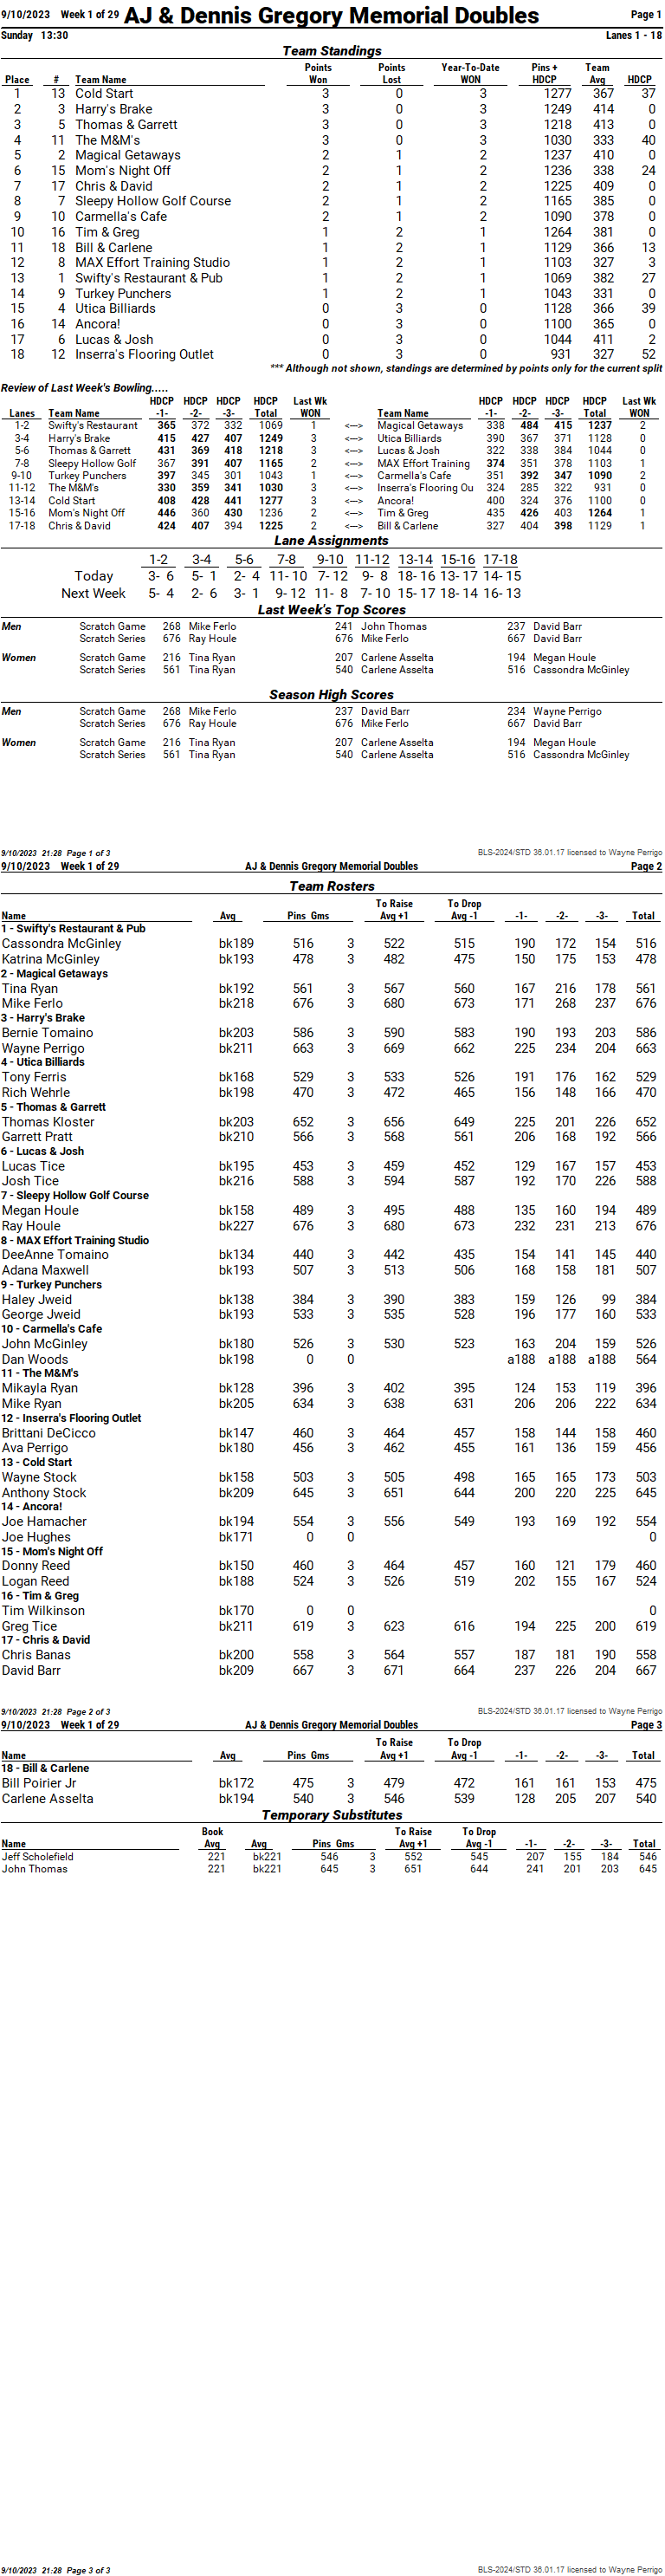 9/10/2023 Week 1 of 29 AJ & Dennis Gregory Memorial Doubles Page 1
Sunday 13:30 Lanes 1 - 18
Team Standings
Points Points Year-To-Date Pins + Team
Place # Team Name Won Lost WON HDCP Avg HDCP
1 13 Cold Start 3 0 3 1277 367 37
2 3 Harry's Brake 3 0 3 1249 414 0
3 5 Thomas & Garrett 3 0 3 1218 413 0
4 11 The M&M's 3 0 3 1030 333 40
5 2 Magical Getaways 2 1 2 1237 410 0
6 15 Mom's Night Off 2 1 2 1236 338 24
7 17 Chris & David 2 1 2 1225 409 0
8 7 Sleepy Hollow Golf Course 2 1 2 1165 385 0
9 10 Carmella's Cafe 2 1 2 1090 378 0
10 16 Tim & Greg 1 2 1 1264 381 0
11 18 Bill & Carlene 1 2 1 1129 366 13
12 8 MAX Effort Training Studio 1 2 1 1103 327 3
13 1 Swifty's Restaurant & Pub 1 2 1 1069 382 27
14 9 Turkey Punchers 1 2 1 1043 331 0
15 4 Utica Billiards 0 3 0 1128 366 39
16 14 Ancora! 0 3 0 1100 365 0
17 6 Lucas & Josh 0 3 0 1044 411 2
18 12 Inserra's Flooring Outlet 0 3 0 931 327 52
*** Although not shown, standings are determined by points only for the current split
Review of Last Week's Bowling.....
HDCP HDCP HDCP HDCP Last Wk HDCP HDCP HDCP HDCP Last Wk
Lanes Team Name -1- -2- -3- Total WON Team Name -1- -2- -3- Total WON
1-2 Swifty's Restaurant 365 372 332 1069 1 <---> Magical Getaways 338 484 415 1237 2
3-4 Harry's Brake 415 427 407 1249 3 <---> Utica Billiards 390 367 371 1128 0
5-6 Thomas & Garrett 431 369 418 1218 3 <---> Lucas & Josh 322 338 384 1044 0
7-8 Sleepy Hollow Golf 367 391 407 1165 2 <---> MAX Effort Training 374 351 378 1103 1
9-10 Turkey Punchers 397 345 301 1043 1 <---> Carmella's Cafe 351 392 347 1090 2
11-12 The M&M's 330 359 341 1030 3 <---> Inserra's Flooring Ou 324 285 322 931 0
13-14 Cold Start 408 428 441 1277 3 <---> Ancora! 400 324 376 1100 0
15-16 Mom's Night Off 446 360 430 1236 2 <---> Tim & Greg 435 426 403 1264 1
17-18 Chris & David 424 407 394 1225 2 <---> Bill & Carlene 327 404 398 1129 1
Lane Assignments
1-2 3-4 5-6 7-8 9-10 11-12 13-14 15-16 17-18
Today 3- 6 5- 1 2- 4 11- 10 7- 12 9- 8 18- 16 13- 17 14- 15
Next Week 5- 4 2- 6 3- 1 9- 12 11- 8 7- 10 15- 17 18- 14 16- 13
Last Week's Top Scores
Men Scratch Game 268 Mike Ferlo 241 John Thomas 237 David Barr
Scratch Series 676 Ray Houle 676 Mike Ferlo 667 David Barr
Women Scratch Game 216 Tina Ryan 207 Carlene Asselta 194 Megan Houle
Scratch Series 561 Tina Ryan 540 Carlene Asselta 516 Cassondra McGinley
Season High Scores
Men Scratch Game 268 Mike Ferlo 237 David Barr 234 Wayne Perrigo
Scratch Series 676 Ray Houle 676 Mike Ferlo 667 David Barr
Women Scratch Game 216 Tina Ryan 207 Carlene Asselta 194 Megan Houle
Scratch Series 561 Tina Ryan 540 Carlene Asselta 516 Cassondra McGinley
9/10/2023 21:28 Page 1 of 3 BLS-2024/STD 36.01.17 licensed to Wayne Perrigo
9/10/2023 Week 1 of 29 AJ & Dennis Gregory Memorial Doubles Page 2
Team Rosters
To Raise To Drop
Name Avg Pins Gms Avg +1 Avg -1 -1- -2- -3- Total
1 - Swifty's Restaurant & Pub
Cassondra McGinley bk189 516 3 522 515 190 172 154 516
Katrina McGinley bk193 478 3 482 475 150 175 153 478
2 - Magical Getaways
Tina Ryan bk192 561 3 567 560 167 216 178 561
Mike Ferlo bk218 676 3 680 673 171 268 237 676
3 - Harry's Brake
Bernie Tomaino bk203 586 3 590 583 190 193 203 586
Wayne Perrigo bk211 663 3 669 662 225 234 204 663
4 - Utica Billiards
Tony Ferris bk168 529 3 533 526 191 176 162 529
Rich Wehrle bk198 470 3 472 465 156 148 166 470
5 - Thomas & Garrett
Thomas Kloster bk203 652 3 656 649 225 201 226 652
Garrett Pratt bk210 566 3 568 561 206 168 192 566
6 - Lucas & Josh
Lucas Tice bk195 453 3 459 452 129 167 157 453
Josh Tice bk216 588 3 594 587 192 170 226 588
7 - Sleepy Hollow Golf Course
Megan Houle bk158 489 3 495 488 135 160 194 489
Ray Houle bk227 676 3 680 673 232 231 213 676
8 - MAX Effort Training Studio
DeeAnne Tomaino bk134 440 3 442 435 154 141 145 440
Adana Maxwell bk193 507 3 513 506 168 158 181 507
9 - Turkey Punchers
Haley Jweid bk138 384 3 390 383 159 126 99 384
George Jweid bk193 533 3 535 528 196 177 160 533
10 - Carmella's Cafe
John McGinley bk180 526 3 530 523 163 204 159 526
Dan Woods bk198 0 0 a188 a188 a188 564
11 - The M&M's
Mikayla Ryan bk128 396 3 402 395 124 153 119 396
Mike Ryan bk205 634 3 638 631 206 206 222 634
12 - Inserra's Flooring Outlet
Brittani DeCicco bk147 460 3 464 457 158 144 158 460
Ava Perrigo bk180 456 3 462 455 161 136 159 456
13 - Cold Start
Wayne Stock bk158 503 3 505 498 165 165 173 503
Anthony Stock bk209 645 3 651 644 200 220 225 645
14 - Ancora!
Joe Hamacher bk194 554 3 556 549 193 169 192 554
Joe Hughes bk171 0 0 0
15 - Mom's Night Off
Donny Reed bk150 460 3 464 457 160 121 179 460
Logan Reed bk188 524 3 526 519 202 155 167 524
16 - Tim & Greg
Tim Wilkinson bk170 0 0 0
Greg Tice bk211 619 3 623 616 194 225 200 619
17 - Chris & David
Chris Banas bk200 558 3 564 557 187 181 190 558
David Barr bk209 667 3 671 664 237 226 204 667
9/10/2023 21:28 Page 2 of 3 BLS-2024/STD 36.01.17 licensed to Wayne Perrigo
9/10/2023 Week 1 of 29 AJ & Dennis Gregory Memorial Doubles Page 3
To Raise To Drop
Name Avg Pins Gms Avg +1 Avg -1 -1- -2- -3- Total
18 - Bill & Carlene
Bill Poirier Jr bk172 475 3 479 472 161 161 153 475
Carlene Asselta bk194 540 3 546 539 128 205 207 540
Temporary Substitutes
Book To Raise To Drop
Name Avg Avg Pins Gms Avg +1 Avg -1 -1- -2- -3- Total
Jeff Scholefield 221 bk221 546 3 552 545 207 155 184 546
John Thomas 221 bk221 645 3 651 644 241 201 203 645
9/10/2023 21:28 Page 3 of 3 BLS-2024/STD 36.01.17 licensed to Wayne Perrigo